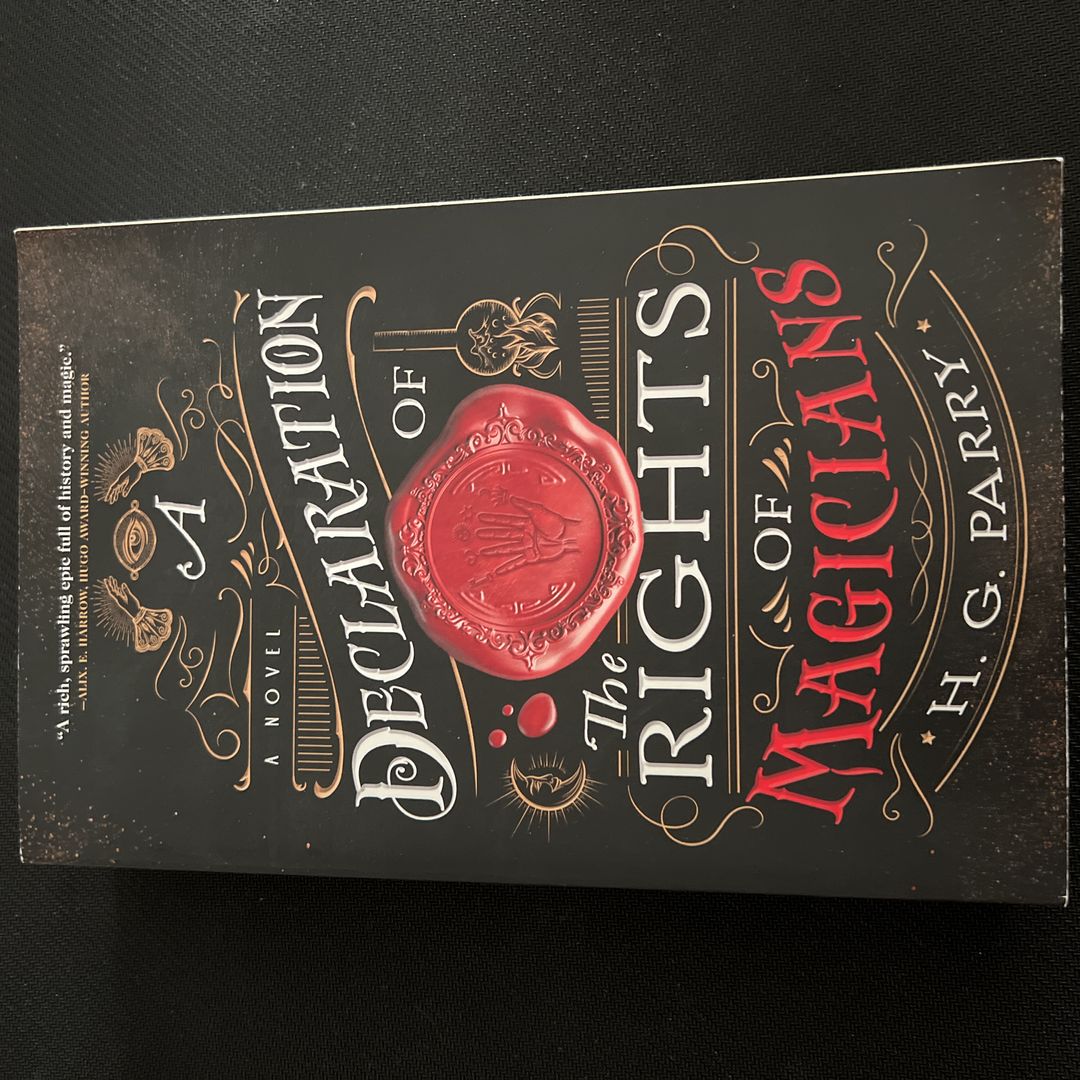 “A rich, sprawling epic full of history and magic.”
—ALIX E. HARROW, HUGO AWARD–WINNING AUTHOR
A
A NOVEL
DECLARATION
OF
The
RIGHTS
OF
MAGICIANS
H. G. PARRY